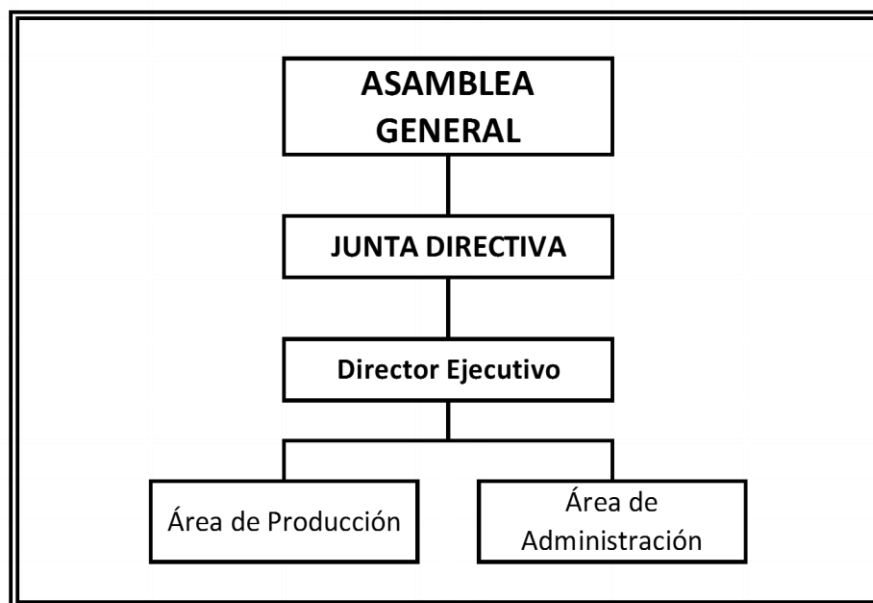 ASAMBLEA
GENERAL
JUNTA DIRECTIVA
Director Ejecutivo
Área de Producción
Área de
Administración